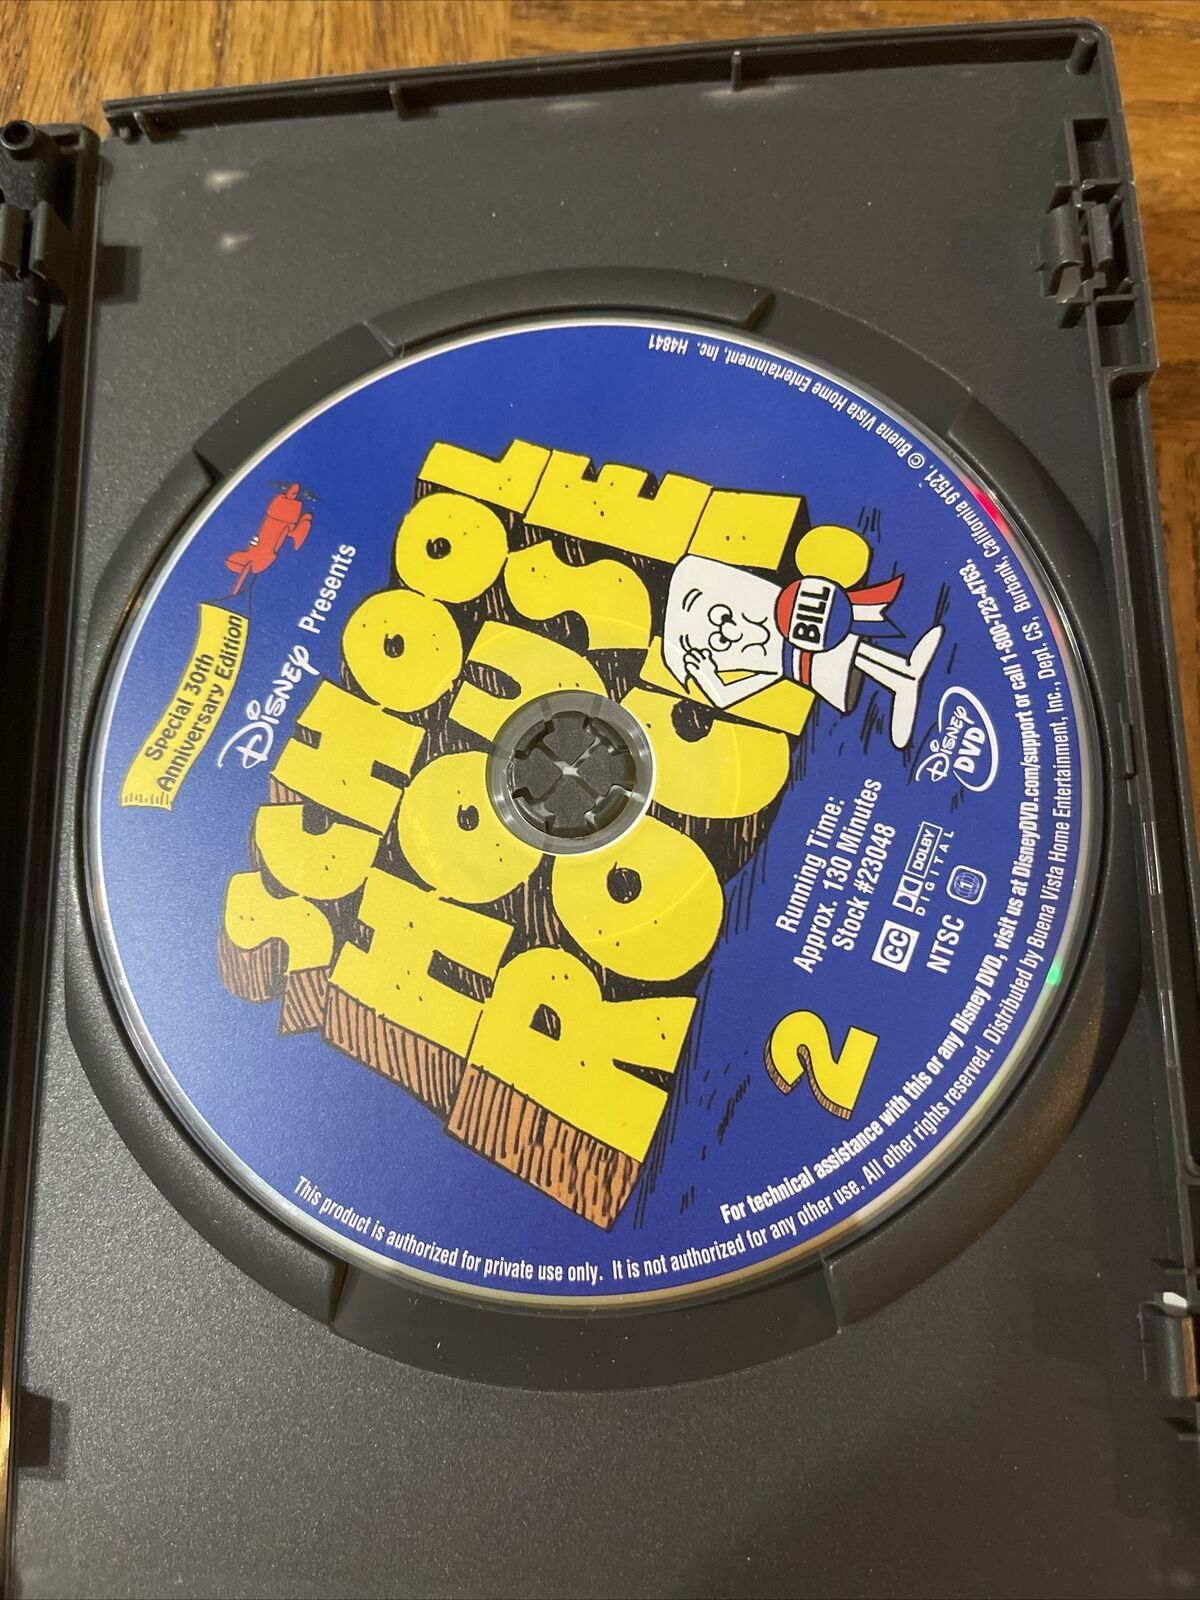 Special 30th
Anniversary Edition
Disney Presents
SCHOOL
HOUSE
ROCK!
BILL
Disney
DVD
Running Time:
Approx. 130 Minutes
Stock #23048
CC
DOLBY
DIGITAL
NTSC
1
2
For technical assistance with this or any Disney DVD, visit us at DisneyDVD.com/support or call 1-800-723-4763.
This product is authorized for private use only. It is not authorized for any other use. All other rights reserved. Distributed by Buena Vista Home Entertainment, Inc., Dept. CS, Burbank, California 91521. © Buena Vista Home Entertainment, Inc. H4841